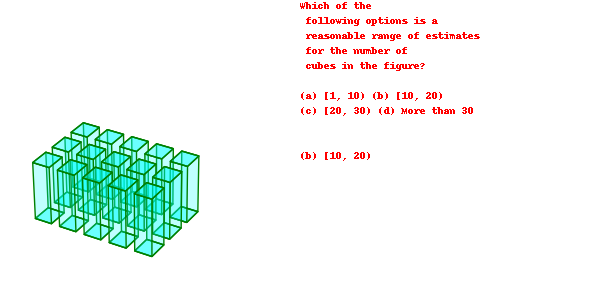 Which of the
following options is a
reasonable range of estimates
for the number of
cubes in the figure?
(a) [1, 10) (b) [10, 20)
(c) [20, 30) (d) More than 30
(b) [10, 20)